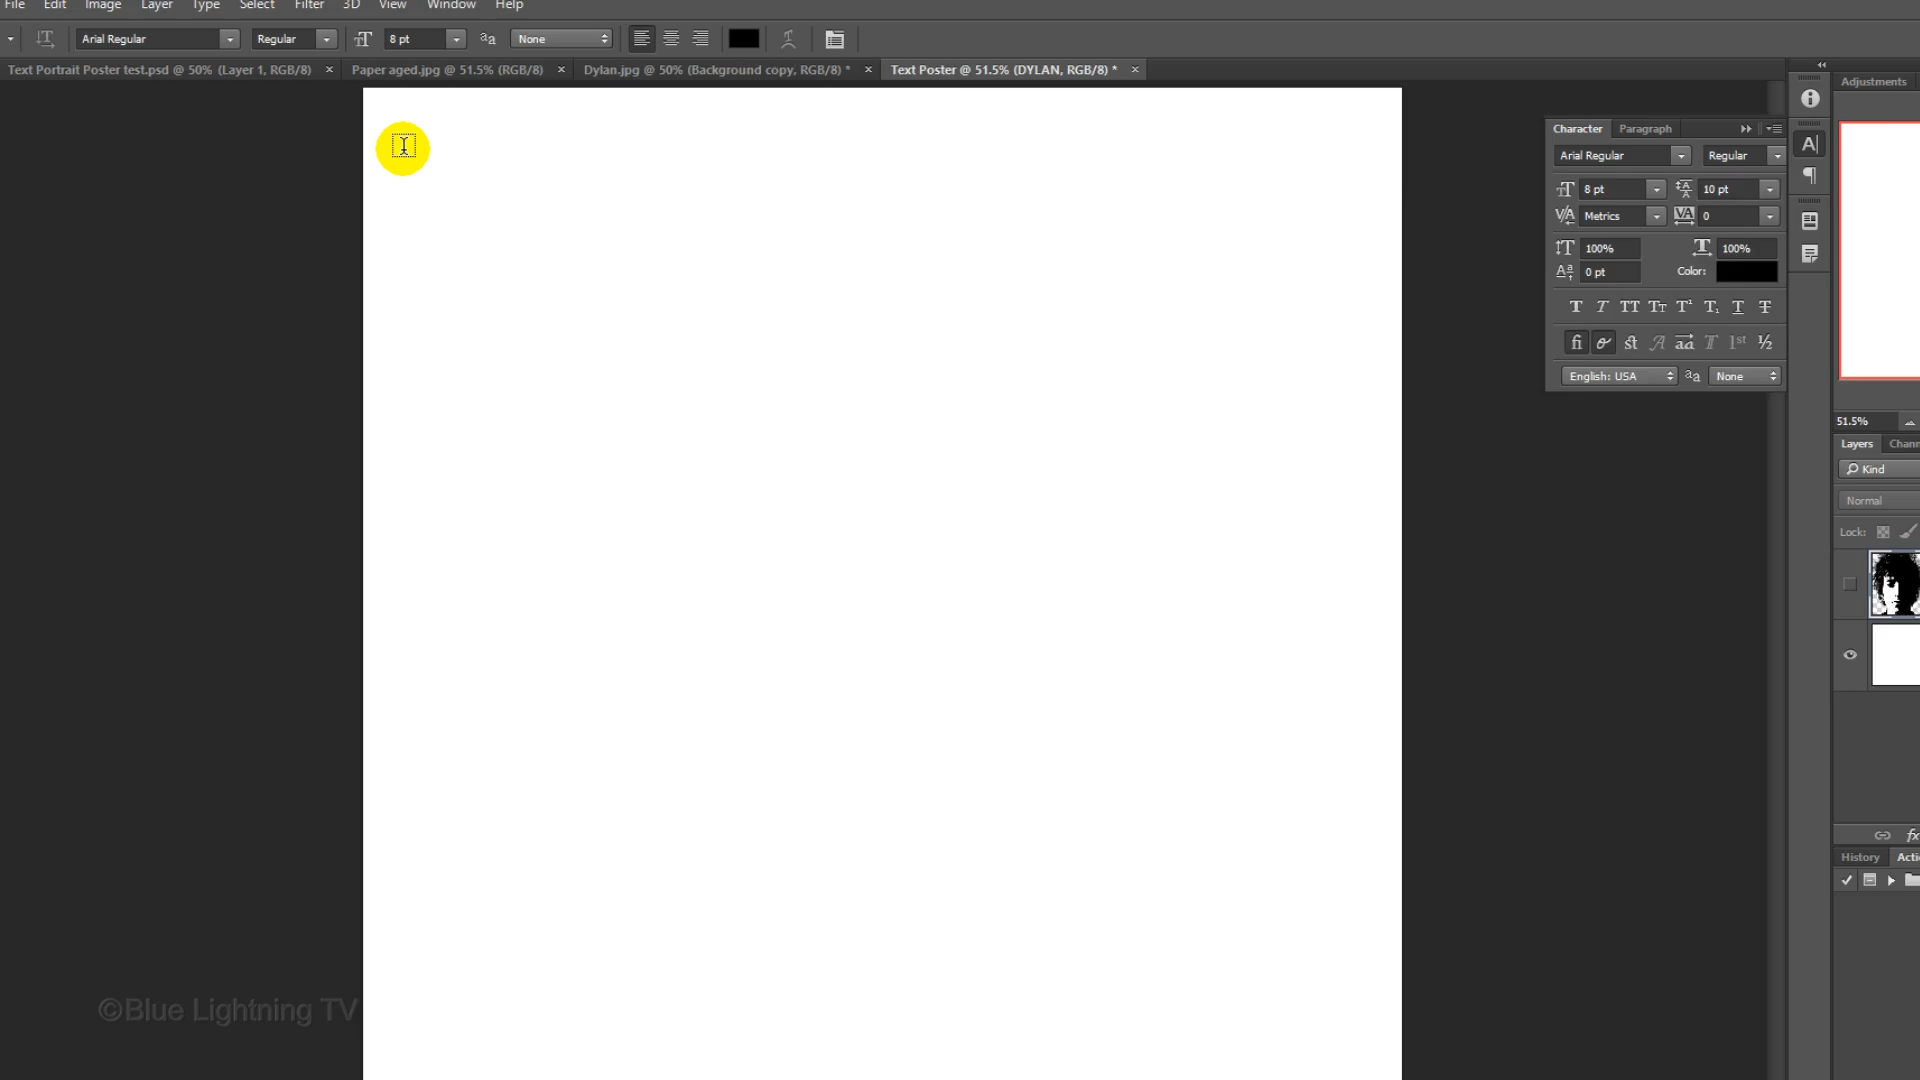 File Edit Image Layer Type Select Filter 3D View Window Help
Arial Regular Regular 8 pt None
Text Portrait Poster test.psd @ 50% (Layer 1, RGB/8) × Paper aged.jpg @ 51.5% (RGB/8) × Dylan.jpg @ 50% (Background copy, RGB/8) * × Text Poster @ 51.5% (DYLAN, RGB/8) * ×
Adjustments
Character Paragraph
Arial Regular Regular
8 pt 10 pt
Metrics 0
100% 100%
0 pt Color:
English: USA None
51.5%
Layers Chann
Kind
Normal
Lock:
History Acti
©Blue Lightning TV